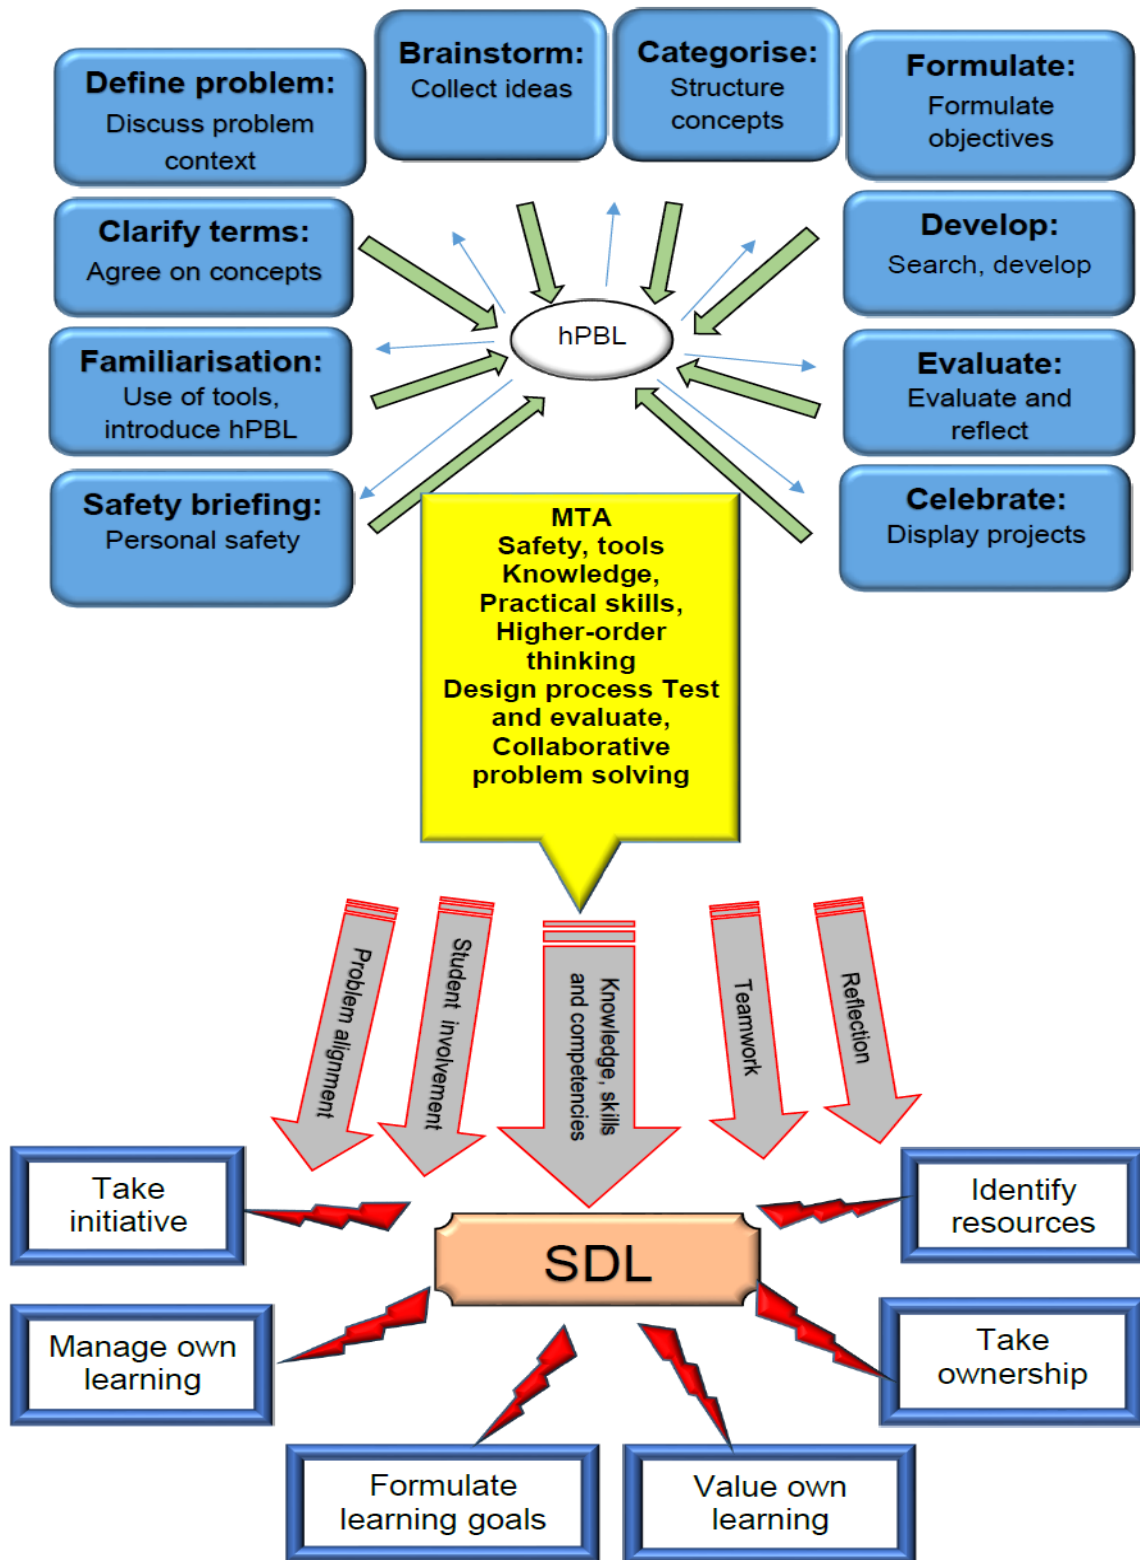 Brainstorm:
Collect ideas
Categorise:
Structure
concepts
Define problem:
Discuss problem
context
Formulate:
Formulate
objectives
Clarify terms:
Agree on concepts
Develop:
Search, develop
hPBL
Familiarisation:
Use of tools,
introduce hPBL
Evaluate:
Evaluate and
reflect
Safety briefing:
Personal safety
Celebrate:
Display projects
MTA
Safety, tools
Knowledge,
Practical skills,
Higher-order
thinking
Design process Test
and evaluate,
Collaborative
problem solving
Problem alignment
Student involvement
Knowledge, skills
and competencies
Teamwork
Reflection
Take
initiative
Identify
resources
SDL
Manage own
learning
Take
ownership
Formulate
learning goals
Value own
learning